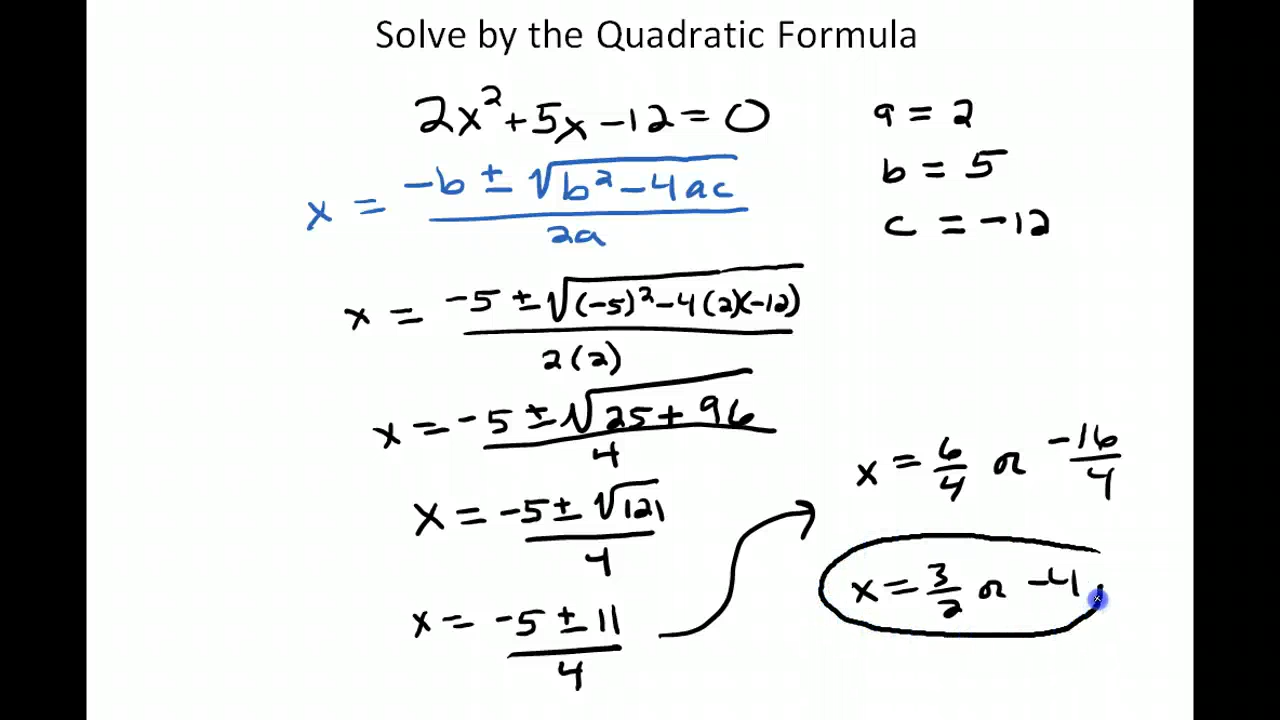 Solve by the Quadratic Formula
2x² + 5x - 12 = 0
a = 2
b = 5
c = -12
x = (-b ± √(b² - 4ac)) / 2a
x = (-5 ± √((-5)² - 4(2)(-12))) / 2(2)
x = (-5 ± √(25 + 96)) / 4
x = (-5 ± √121) / 4
x = (-5 ± 11) / 4
x = 6/4 or -16/4
x = 3/2 or -4